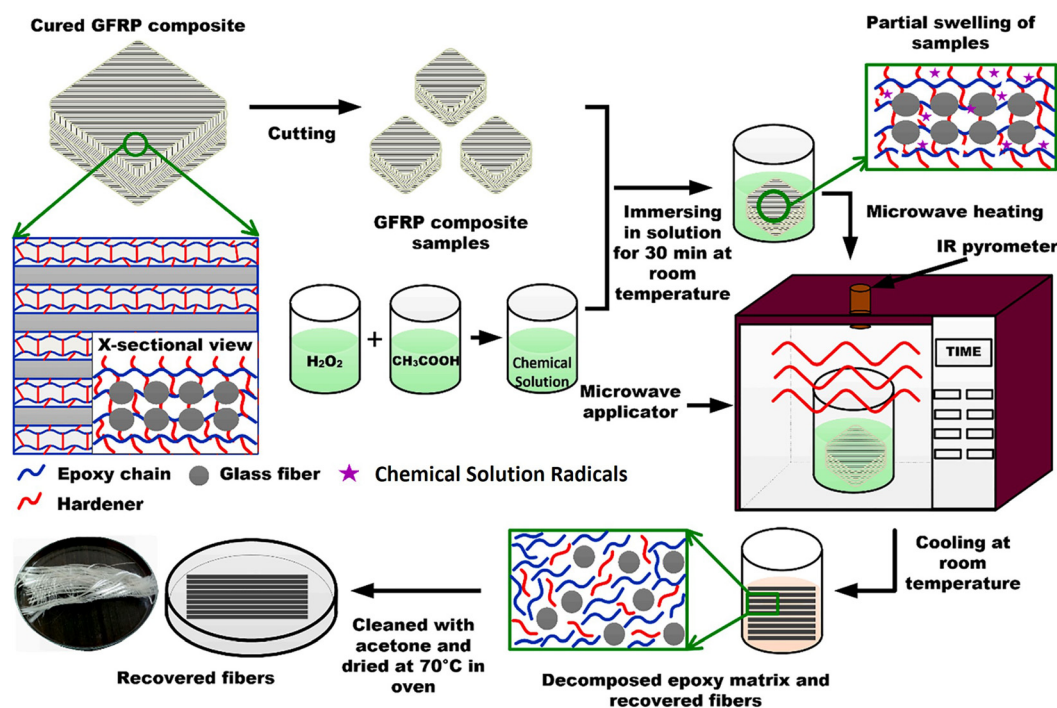 Cured GFRP composite
Cutting
GFRP composite
samples
Partial swelling of
samples
Immersing
in solution
for 30 min at
room
temperature
Microwave heating
IR pyrometer
X-sectional view
H₂O₂
+
CH₃COOH
Chemical
Solution
TIME
Microwave
applicator
Epoxy chain
Glass fiber
Chemical Solution Radicals
Hardener
Cooling at
room
temperature
Decomposed epoxy matrix and
recovered fibers
Cleaned with
acetone and
dried at 70°C in
oven
Recovered fibers